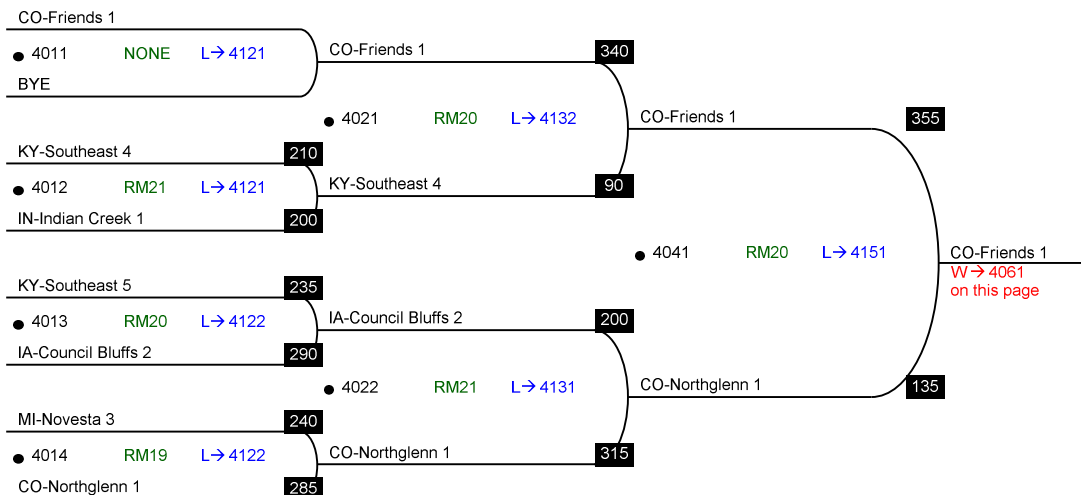 CO-Friends 1
4011 NONE L→4121
BYE
CO-Friends 1
340
4021 RM20 L→4132
CO-Friends 1
355
KY-Southeast 4
210
4012 RM21 L→4121
KY-Southeast 4
90
IN-Indian Creek 1
200
4041 RM20 L→4151
CO-Friends 1
W→4061
on this page
KY-Southeast 5
235
4013 RM20 L→4122
IA-Council Bluffs 2
200
IA-Council Bluffs 2
290
4022 RM21 L→4131
CO-Northglenn 1
135
MI-Novesta 3
240
4014 RM19 L→4122
CO-Northglenn 1
315
CO-Northglenn 1
285